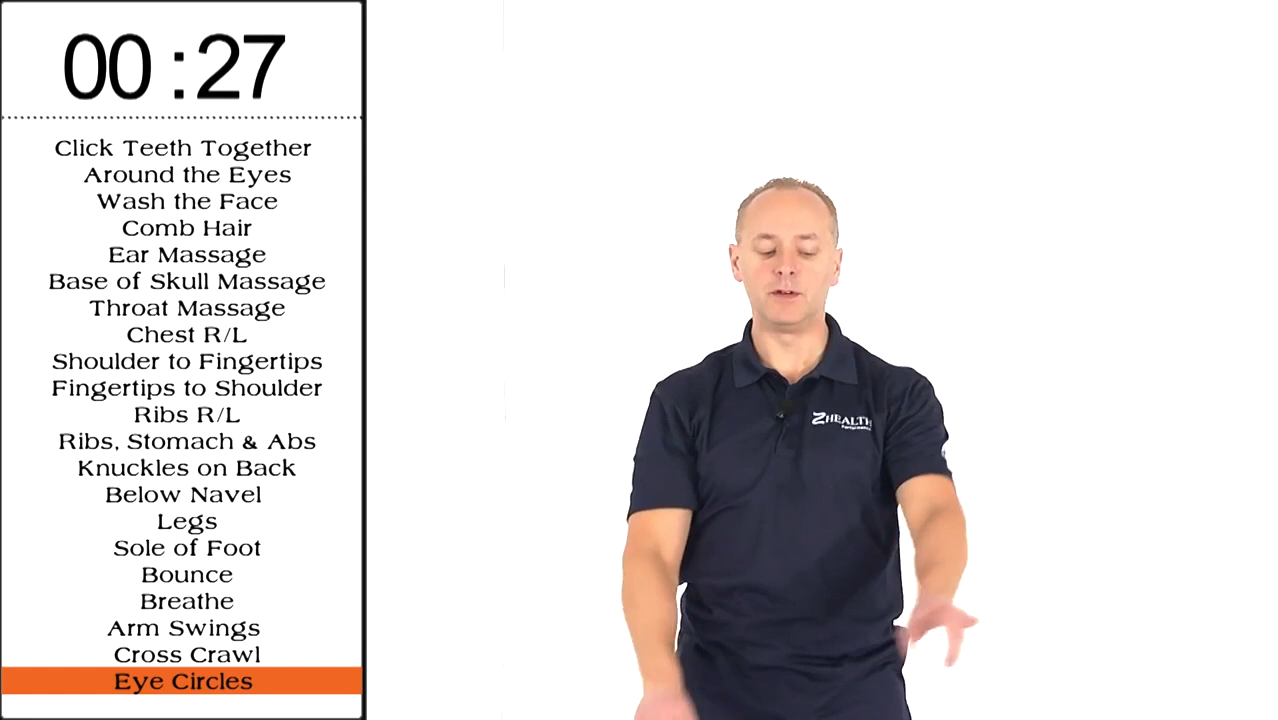 00:27
Click Teeth Together
Around the Eyes
Wash the Face
Comb Hair
Ear Massage
Base of Skull Massage
Throat Massage
Chest R/L
Shoulder to Fingertips
Fingertips to Shoulder
Ribs R/L
Ribs, Stomach & Abs
Knuckles on Back
Below Navel
Legs
Sole of Foot
Bounce
Breathe
Arm Swings
Cross Crawl
Eye Circles
ZHEALTH
Performance